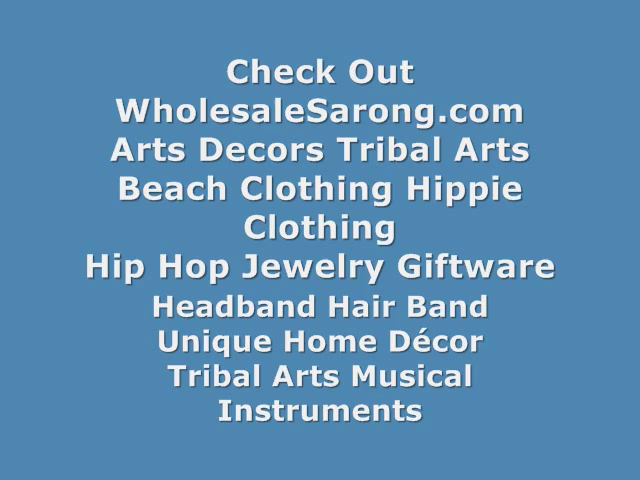 Check Out
WholesaleSarong.com
Arts Decors Tribal Arts
Beach Clothing Hippie
Clothing
Hip Hop Jewelry Giftware
Headband Hair Band
Unique Home Décor
Tribal Arts Musical
Instruments